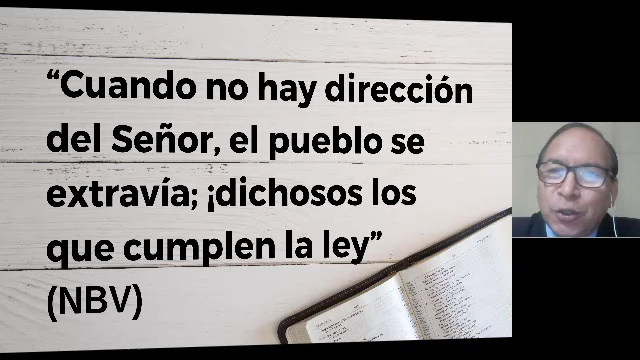 “Cuando no hay dirección
del Señor, el pueblo se
extravía; ¡dichosos los
que cumplen la ley”
(NBV)